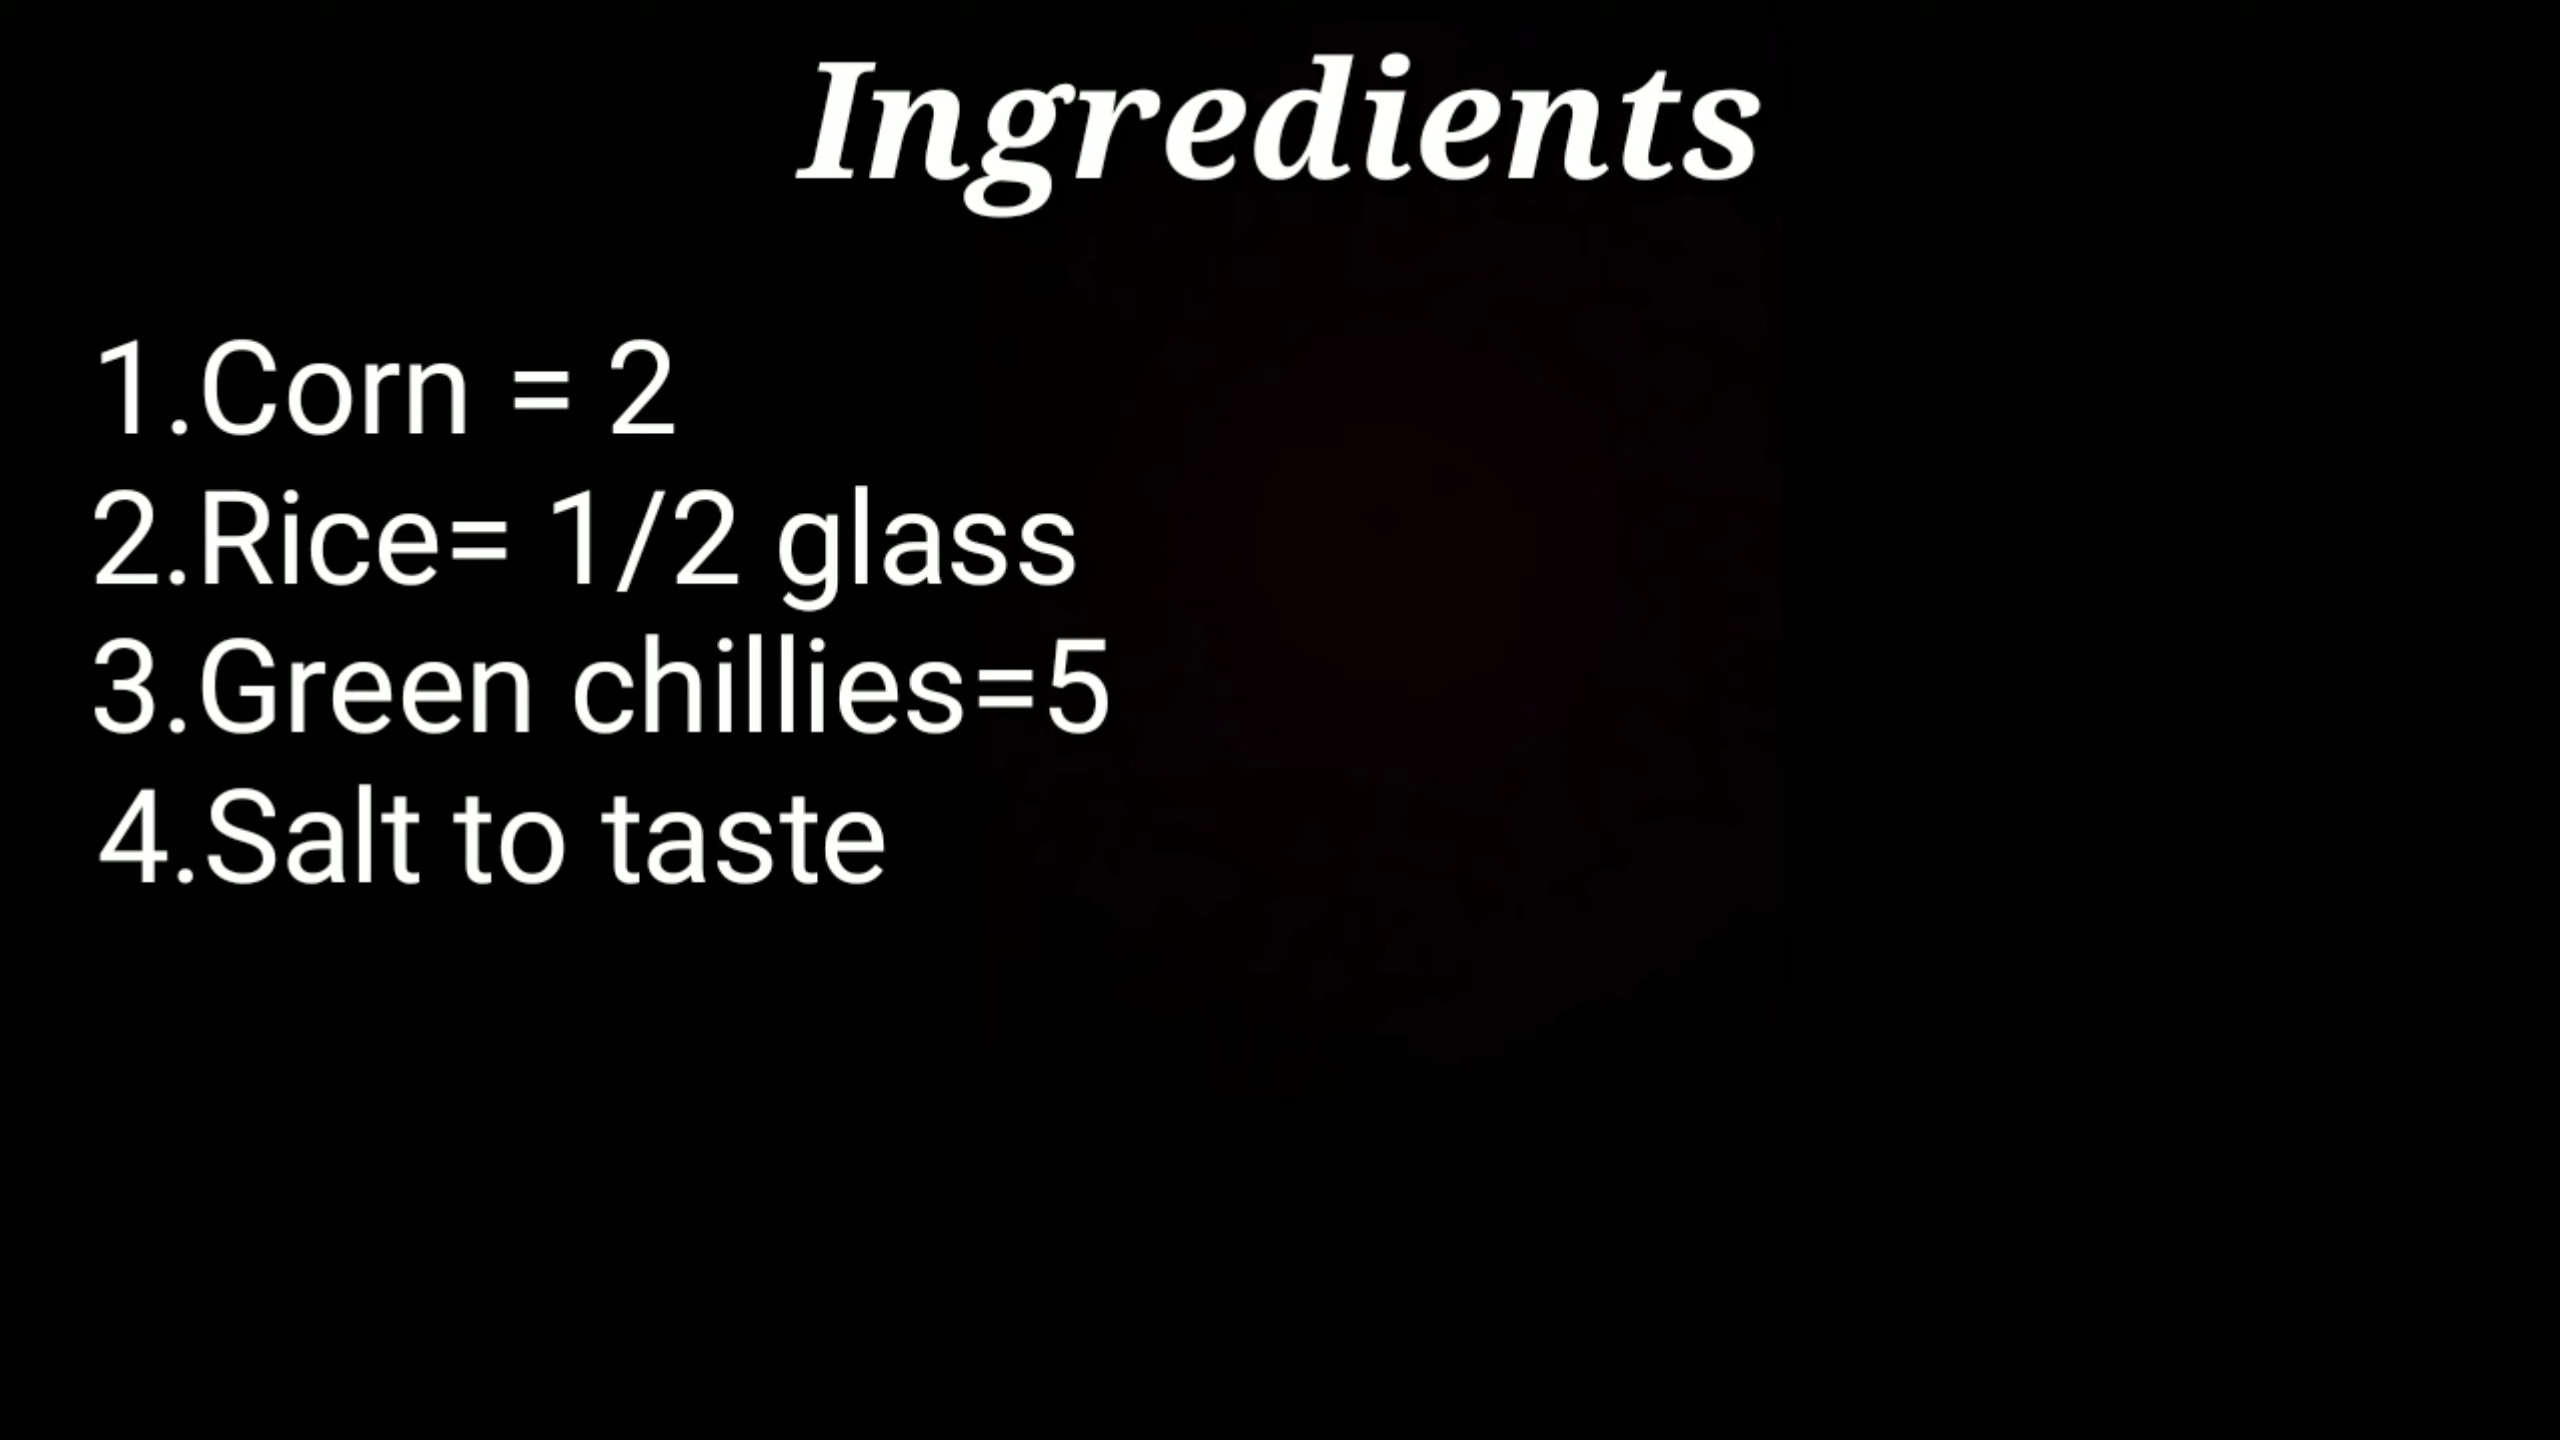 Ingredients
1.Corn = 2
2.Rice= 1/2 glass
3.Green chillies=5
4.Salt to taste